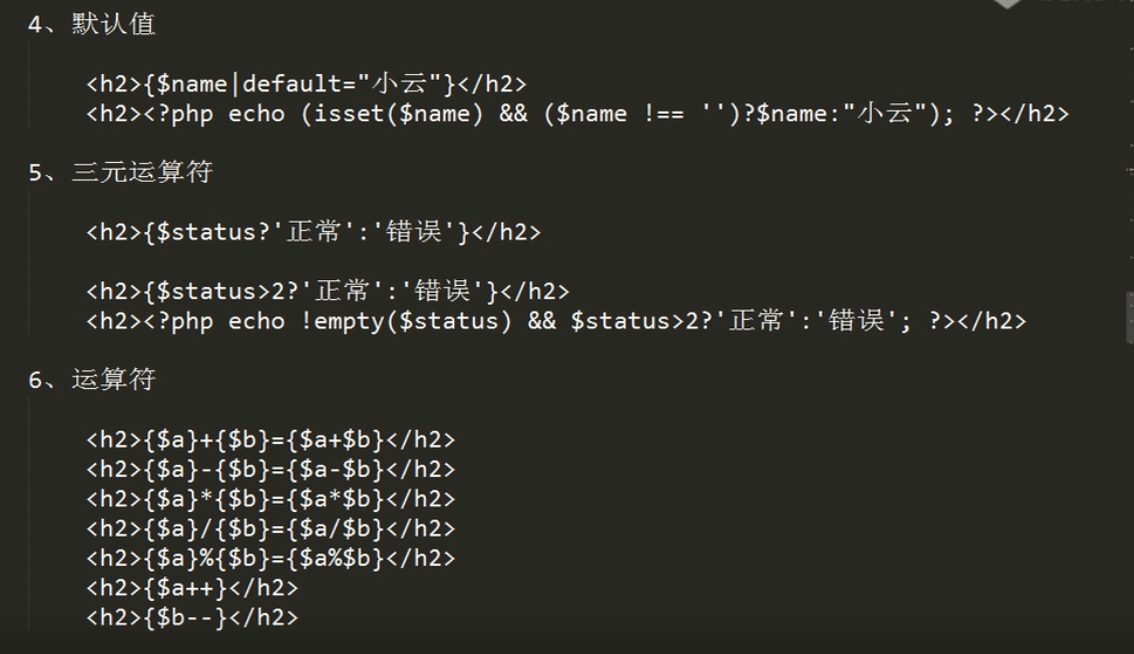 4、默认值
<h2>{$name|default="小云"}</h2>
<h2><?php echo (isset($name) && ($name !== '')?$name:"小云"); ?></h2>
5、三元运算符
<h2>{$status?'正常':'错误'}</h2>
<h2>{$status>2?'正常':'错误'}</h2>
<h2><?php echo !empty($status) && $status>2?'正常':'错误'; ?></h2>
6、运算符
<h2>{$a}+{$b}={$a+$b}</h2>
<h2>{$a}-{$b}={$a-$b}</h2>
<h2>{$a}*{$b}={$a*$b}</h2>
<h2>{$a}/{$b}={$a/$b}</h2>
<h2>{$a}%{$b}={$a%$b}</h2>
<h2>{$a++}</h2>
<h2>{$b--}</h2>